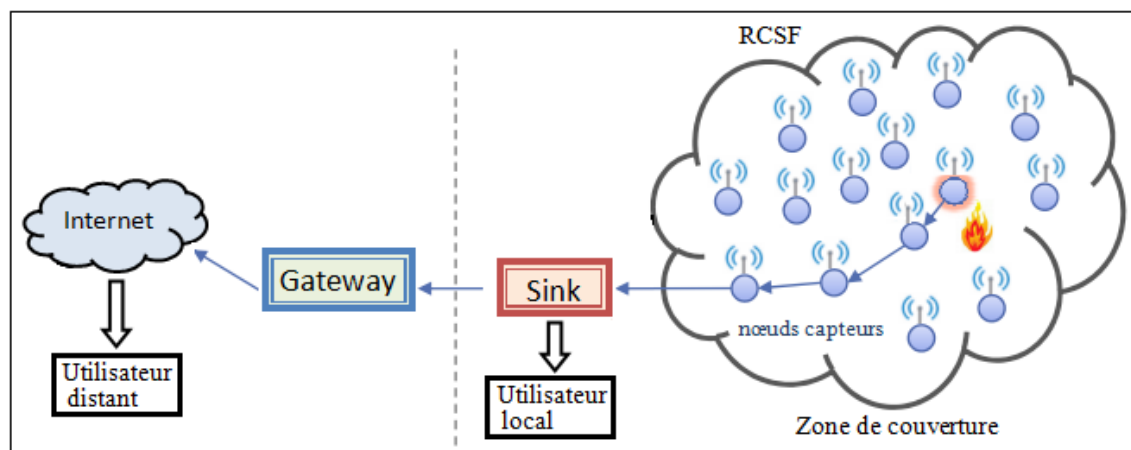 RCSF
Internet
Gateway
Sink
nœuds capteurs
Utilisateur
distant
Utilisateur
local
Zone de couverture